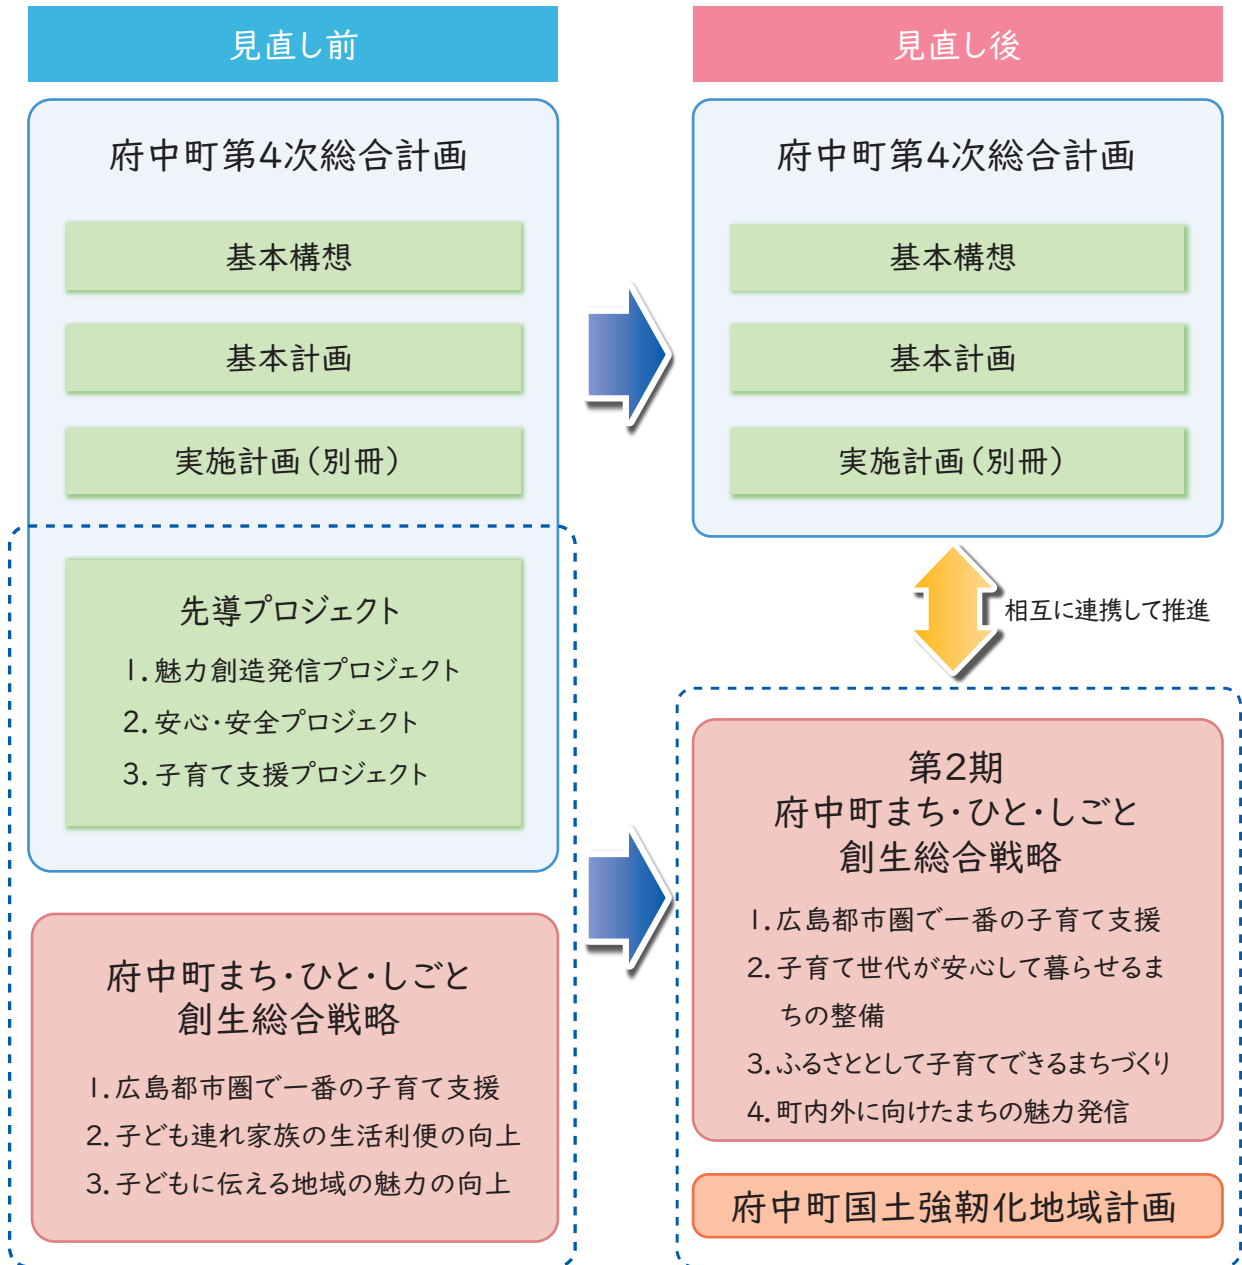 見直し前
府中町第4次総合計画
基本構想
基本計画
実施計画(別冊)
先導プロジェクト
1.魅力創造発信プロジェクト
2.安心・安全プロジェクト
3.子育て支援プロジェクト
府中町まち・ひと・しごと
創生総合戦略
1.広島都市圏で一番の子育て支援
2.子ども連れ家族の生活利便の向上
3.子どもに伝える地域の魅力の向上
見直し後
府中町第4次総合計画
基本構想
基本計画
実施計画(別冊)
相互に連携して推進
第2期
府中町まち・ひと・しごと
創生総合戦略
1.広島都市圏で一番の子育て支援
2.子育て世代が安心して暮らせるま
ちの整備
3.ふるさととして子育てできるまちづくり
4.町内外に向けたまちの魅力発信
府中町国土強靭化地域計画